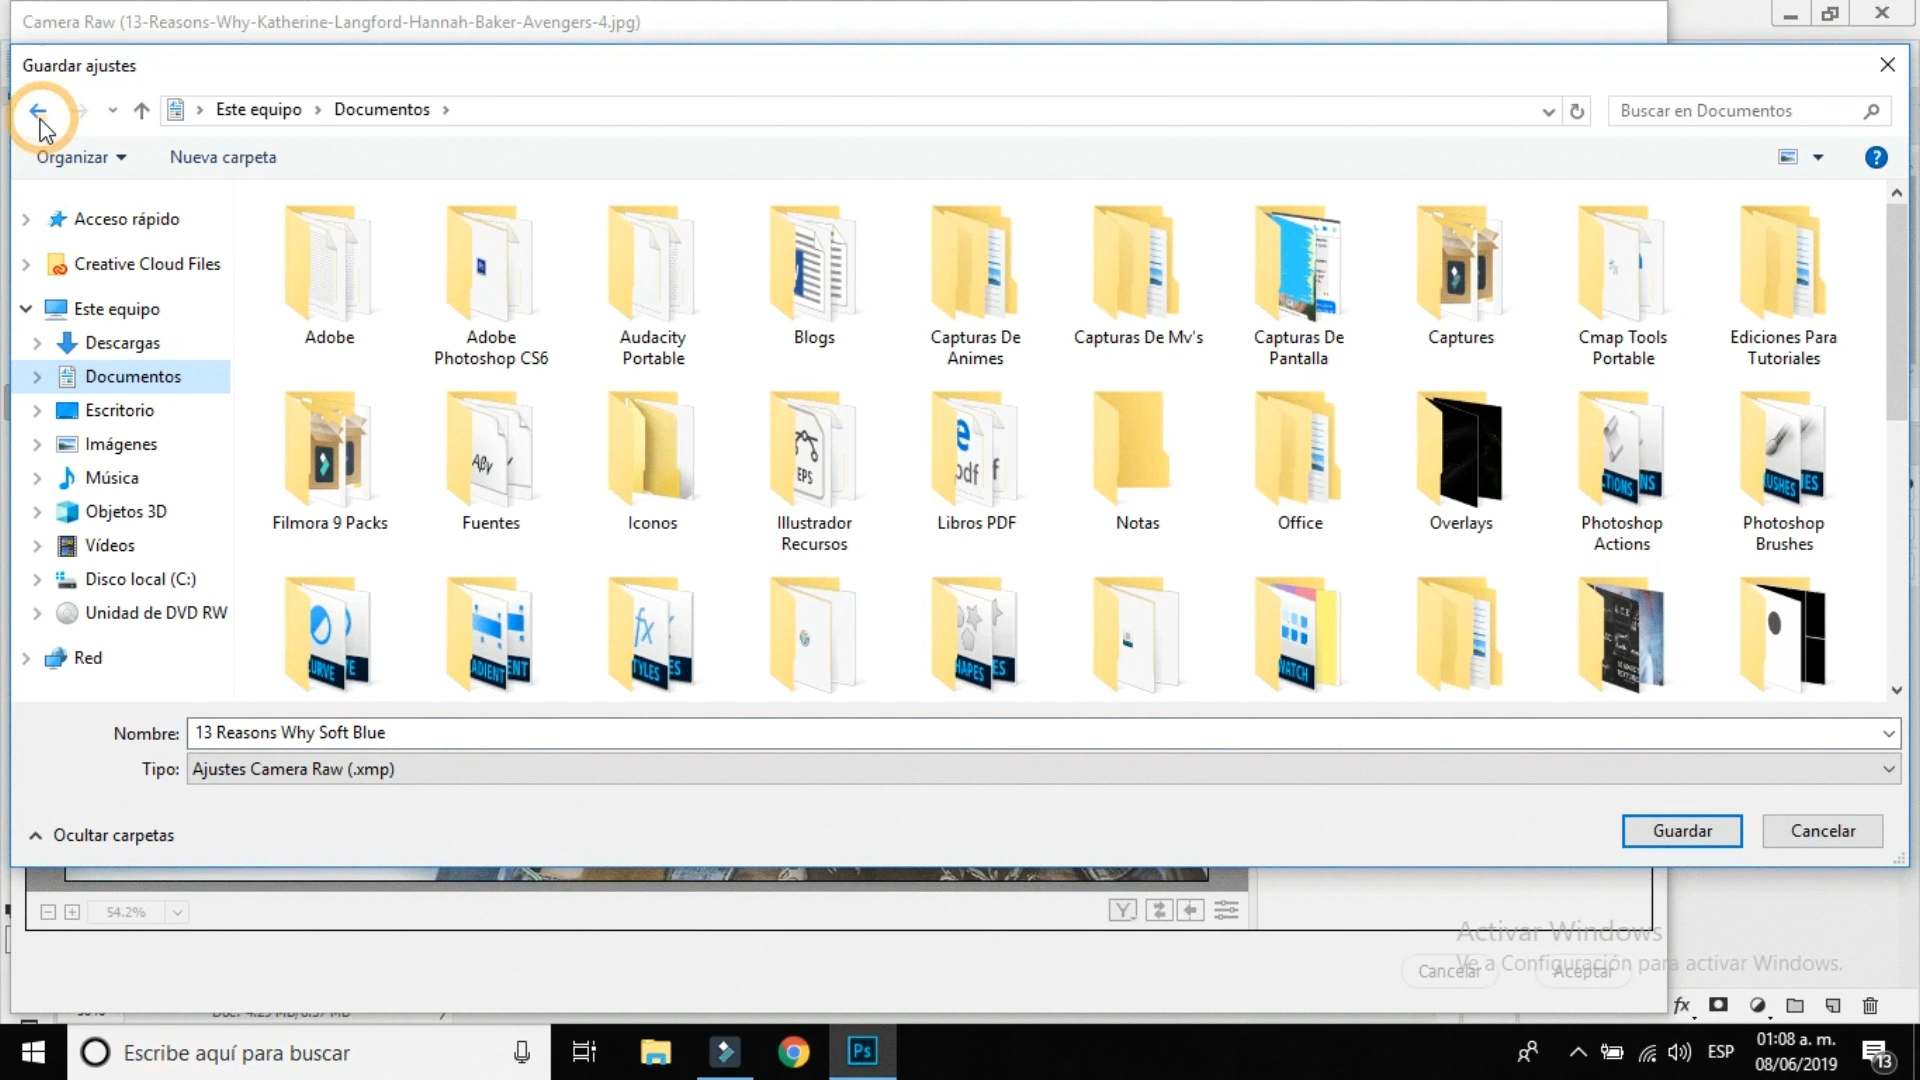 Camera Raw (13-Reasons-Why-Katherine-Langford-Hannah-Baker-Avengers-4.jpg)
Guardar ajustes
Este equipo
Documentos
Buscar en Documentos
Organizar
Nueva carpeta
Acceso rápido
Creative Cloud Files
Este equipo
Descargas
Documentos
Escritorio
Imágenes
Música
Objetos 3D
Vídeos
Disco local (C:)
Unidad de DVD RW
Red
Adobe
Adobe
Photoshop CS6
Audacity
Portable
Blogs
Capturas De
Animes
Capturas De Mv's
Capturas De
Pantalla
Captures
Cmap Tools
Portable
Ediciones Para
Tutoriales
Filmora 9 Packs
Fuentes
Iconos
Illustrador
Recursos
Libros PDF
Notas
Office
Overlays
Photoshop
Actions
Photoshop
Brushes
Nombre:
13 Reasons Why Soft Blue
Tipo:
Ajustes Camera Raw (.xmp)
Ocultar carpetas
Guardar
Cancelar
54.2%
Activar Windows
Ve a Configuración para activar Windows.
Cancelar
Aceptar
fx
Escribe aquí para buscar
Ps
ESP
01:08 a. m.
08/06/2019
13